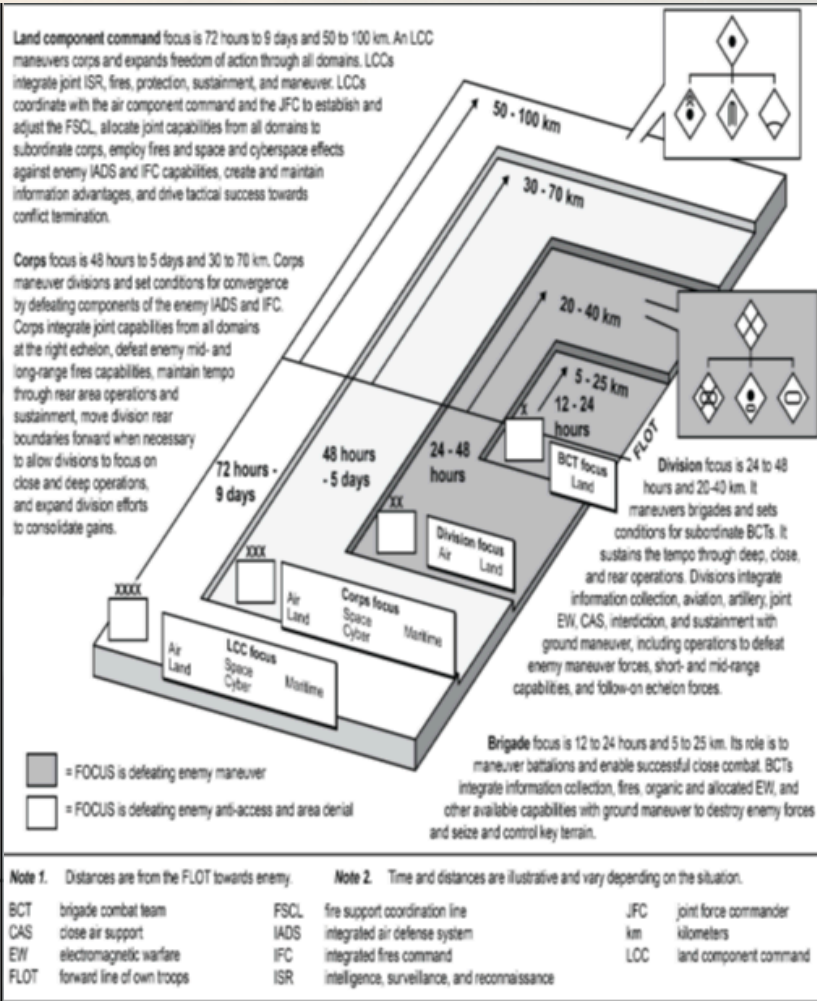 Land component command focus is 72 hours to 9 days and 50 to 100 km. An LCC
maneuvers corps and expands freedom of action through all domains. LCCs
integrate joint ISR, fires, protection, sustainment, and maneuver. LCCs
coordinate with the air component command and the JFC to establish and
adjust the FSCL, allocate joint capabilities from all domains to
subordinate corps, employ fires and space and cyberspace effects
against enemy IADS and IFC capabilities, create and maintain
information advantages, and drive tactical success towards
conflict termination.
Corps focus is 48 hours to 5 days and 30 to 70 km. Corps
maneuver divisions and set conditions for convergence
by defeating components of the enemy IADS and IFC.
Corps integrate joint capabilities from all domains
at the right echelon, defeat enemy mid- and
long-range fires capabilities, maintain tempo
through rear area operations and
sustainment, move division rear
boundaries forward when necessary
to allow divisions to focus on
close and deep operations,
and expand division efforts
to consolidate gains.
50 - 100 km
30 - 70 km
20 - 40 km
5 - 25 km
12 - 24
hours
X
FLOT
BCT focus
Land
24 - 48
hours
XX
Division focus
Air Land
48 hours
- 5 days
XXX
Corps focus
Air Space Maritime
Land Cyber
72 hours -
9 days
XXXX
LCC focus
Air Space Maritime
Land Cyber
Division focus is 24 to 48
hours and 20-40 km. It
maneuvers brigades and sets
conditions for subordinate BCTs. It
sustains the tempo through deep, close,
and rear operations. Divisions integrate
information collection, aviation, artillery, joint
EW, CAS, interdiction, and sustainment with
ground maneuver, including operations to defeat
enemy maneuver forces, short- and mid-range
capabilities, and follow-on echelon forces.
Brigade focus is 12 to 24 hours and 5 to 25 km. Its role is to
maneuver battalions and enable successful close combat. BCTs
integrate information collection, fires, organic and allocated EW, and
other available capabilities with ground maneuver to destroy enemy forces
and seize and control key terrain.
= FOCUS is defeating enemy maneuver
= FOCUS is defeating enemy anti-access and area denial
Note 1. Distances are from the FLOT towards enemy. Note 2. Time and distances are illustrative and vary depending on the situation.
BCT brigade combat team FSCL fire support coordination line JFC joint force commander
CAS close air support IADS integrated air defense system km kilometers
EW electromagnetic warfare IFC integrated fires command LCC land component command
FLOT forward line of own troops ISR intelligence, surveillance, and reconnaissance